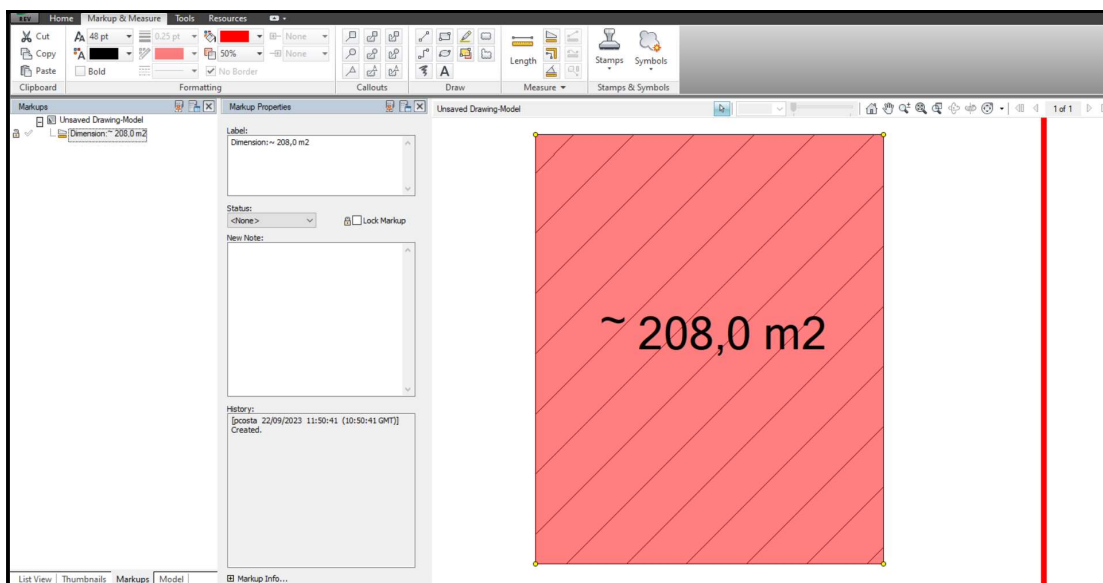 REV Home Markup & Measure Tools Resources
Cut 48 pt 0.25 pt None
Copy 50% None
Paste Bold No Border
Length
Stamps Symbols
Clipboard Formatting Callouts Draw Measure Stamps & Symbols
Markups
Unsaved Drawing-Model
Dimension:~ 208,0 m2
Markup Properties
Label:
Dimension:~ 208,0 m2
Status:
<None> Lock Markup
New Note:
History:
[pcosta 22/09/2023 11:50:41 (10:50:41 GMT)]
Created.
Markup Info...
List View Thumbnails Markups Model
Unsaved Drawing-Model 1 of 1
~ 208,0 m2